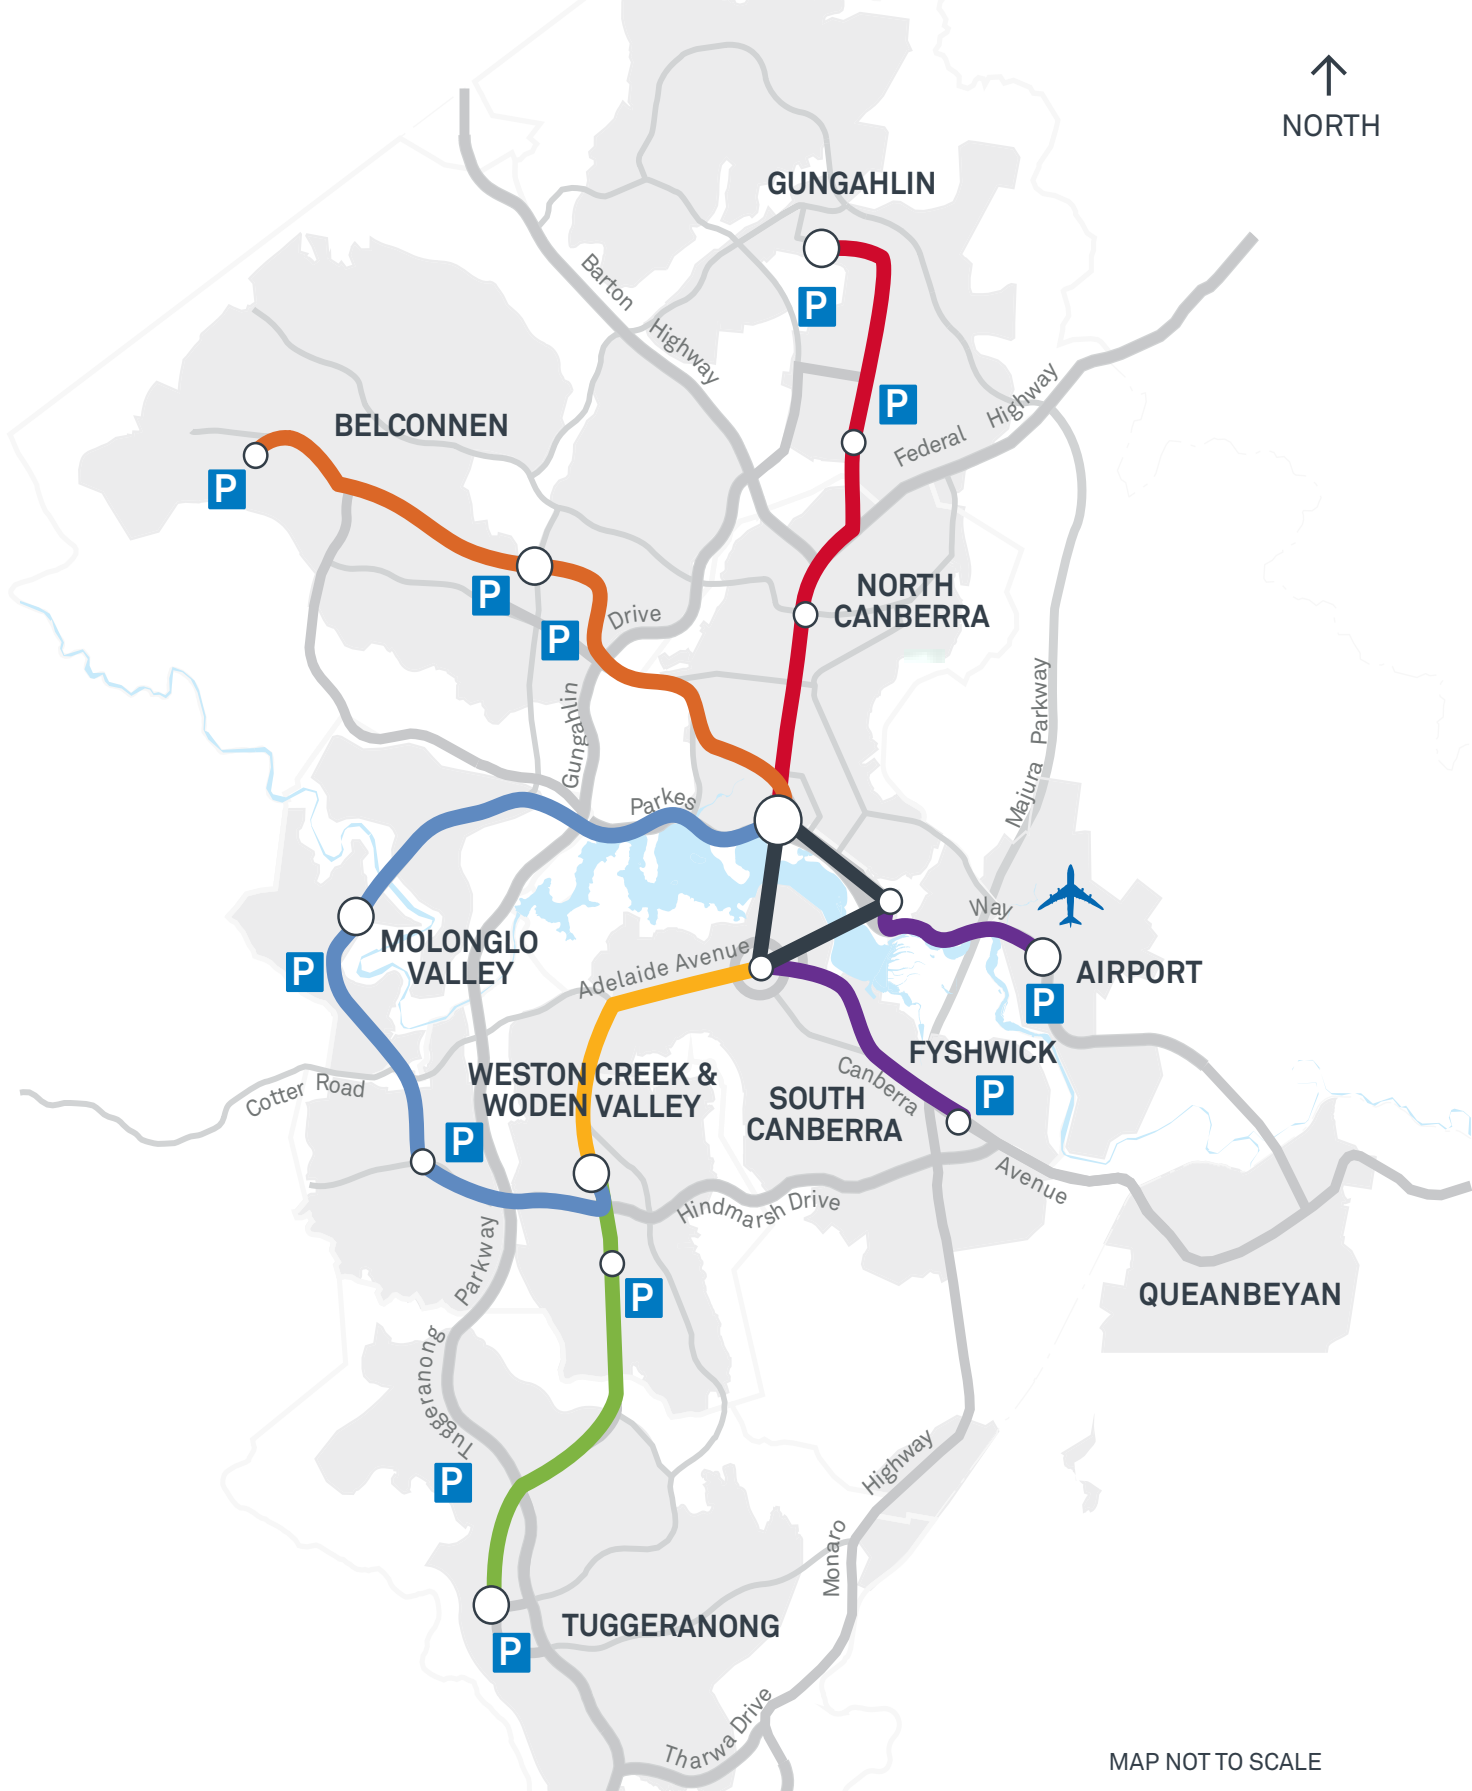 NORTH
GUNGAHLIN
Barton
P
Highway
Highway
P
Federal
BELCONNEN
P
P
NORTH
CANBERRA
Drive
P
Gungahlin
Majura Parkway
Parkes
Way
MOLONGLO
VALLEY
Adelaide Avenue
P
AIRPORT
P
FYSHWICK
Canberra
P
WESTON CREEK &
WODEN VALLEY
Cotter Road
SOUTH
CANBERRA
P
Avenue
Hindmarsh Drive
Parkway
QUEANBEYAN
P
Tuggeranong
Highway
P
Monaro
TUGGERANONG
P
Tharwa Drive
MAP NOT TO SCALE